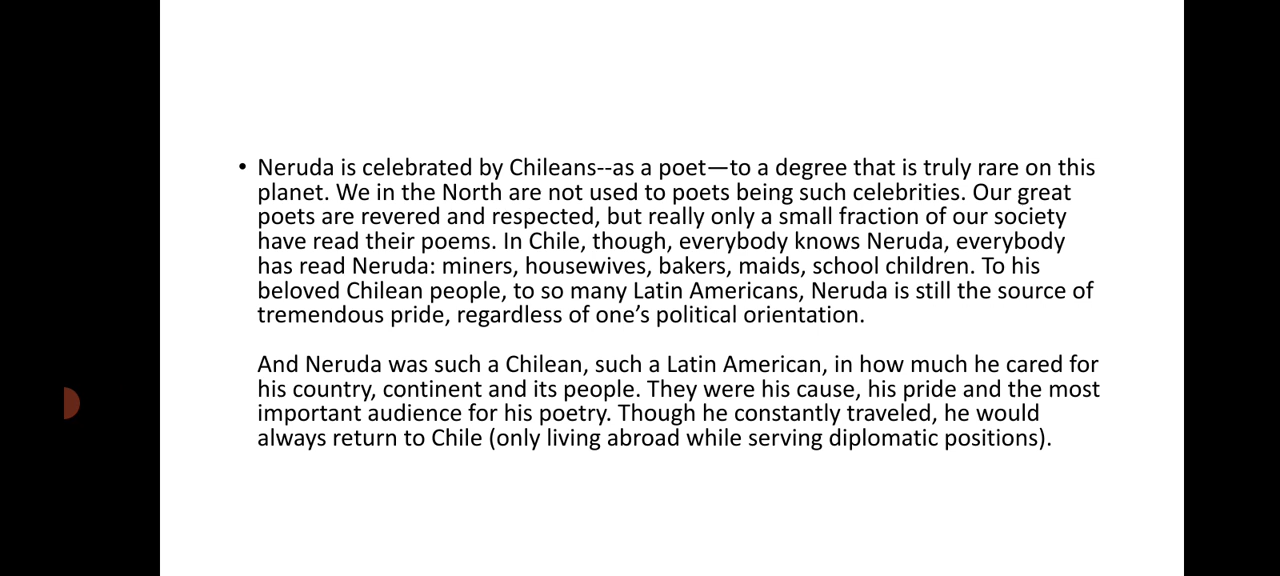 • Neruda is celebrated by Chileans--as a poet—to a degree that is truly rare on this
planet. We in the North are not used to poets being such celebrities. Our great
poets are revered and respected, but really only a small fraction of our society
have read their poems. In Chile, though, everybody knows Neruda, everybody
has read Neruda: miners, housewives, bakers, maids, school children. To his
beloved Chilean people, to so many Latin Americans, Neruda is still the source of
tremendous pride, regardless of one’s political orientation.
And Neruda was such a Chilean, such a Latin American, in how much he cared for
his country, continent and its people. They were his cause, his pride and the most
important audience for his poetry. Though he constantly traveled, he would
always return to Chile (only living abroad while serving diplomatic positions).